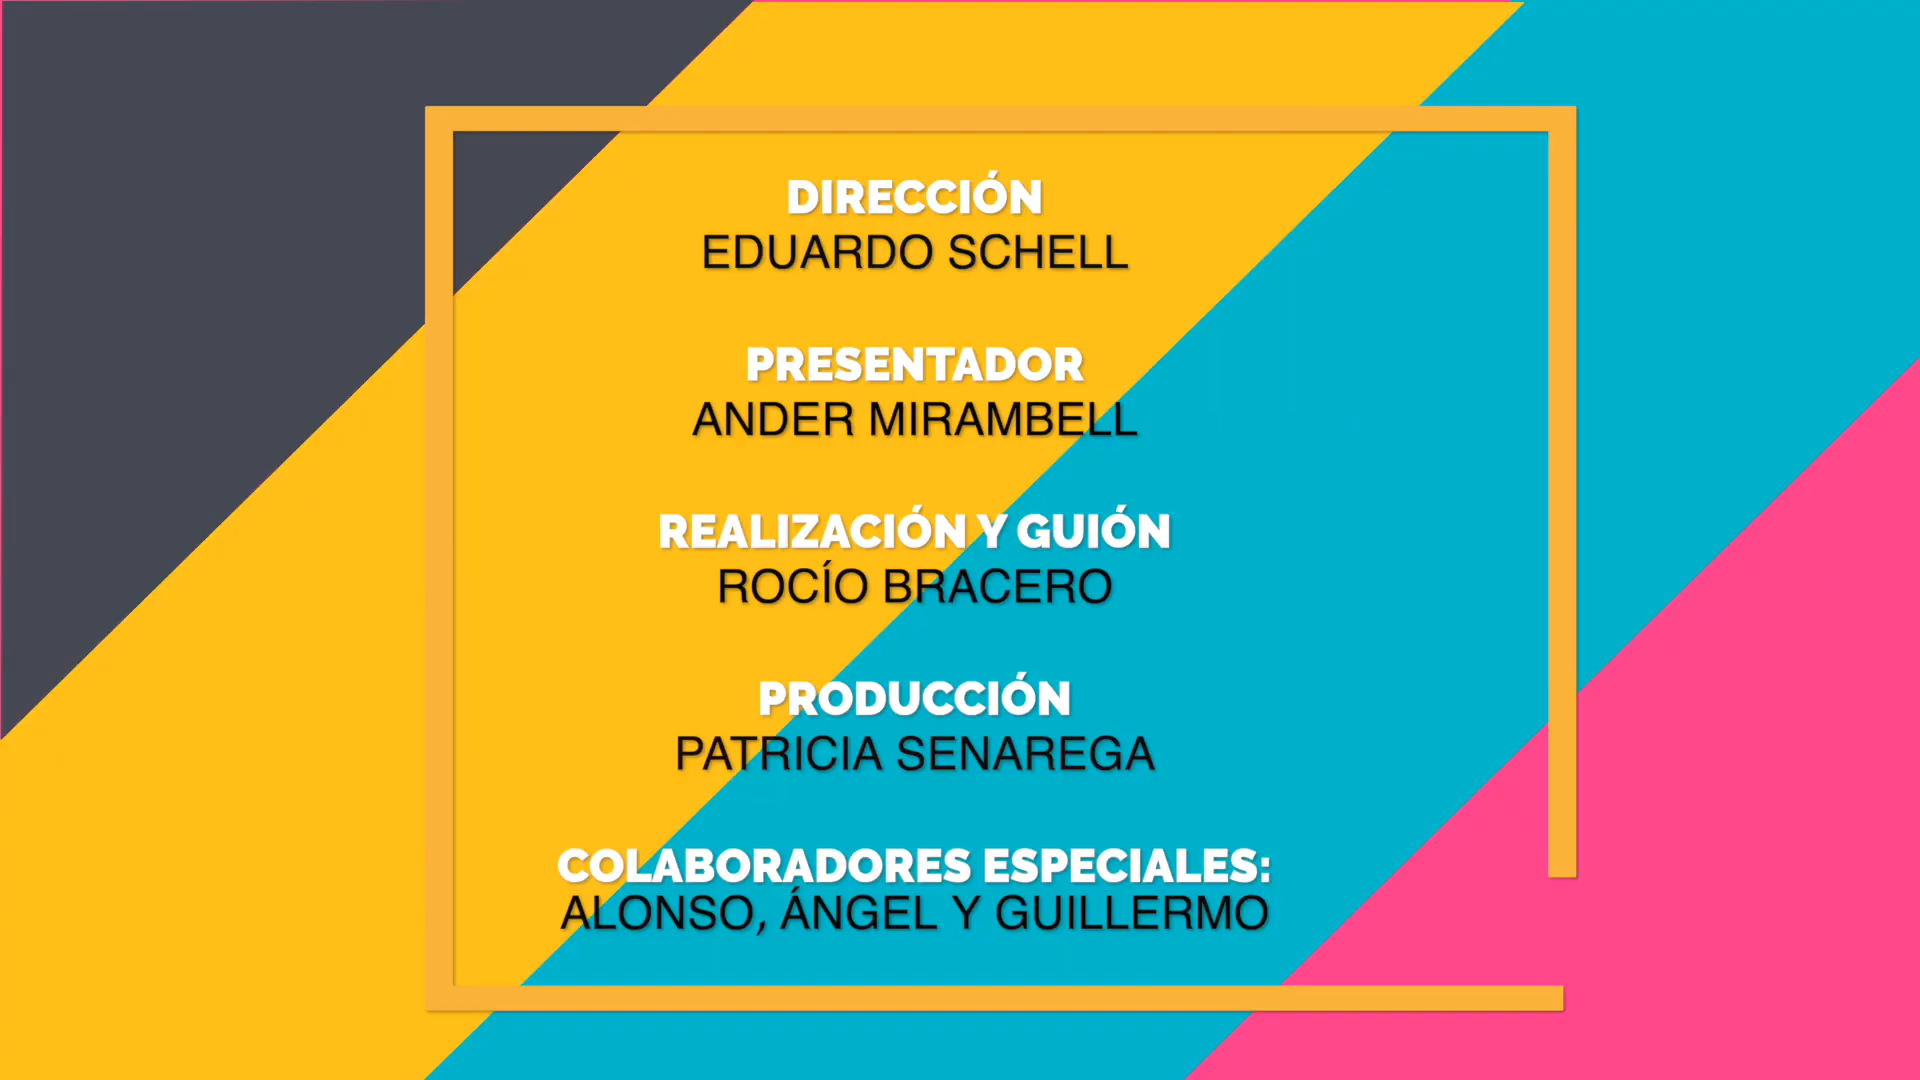 DIRECCIÓN
EDUARDO SCHELL
PRESENTADOR
ANDER MIRAMBELL
REALIZACIÓN Y GUIÓN
ROCÍO BRACERO
PRODUCCIÓN
PATRICIA SENAREGA
COLABORADORES ESPECIALES:
ALONSO, ÁNGEL Y GUILLERMO